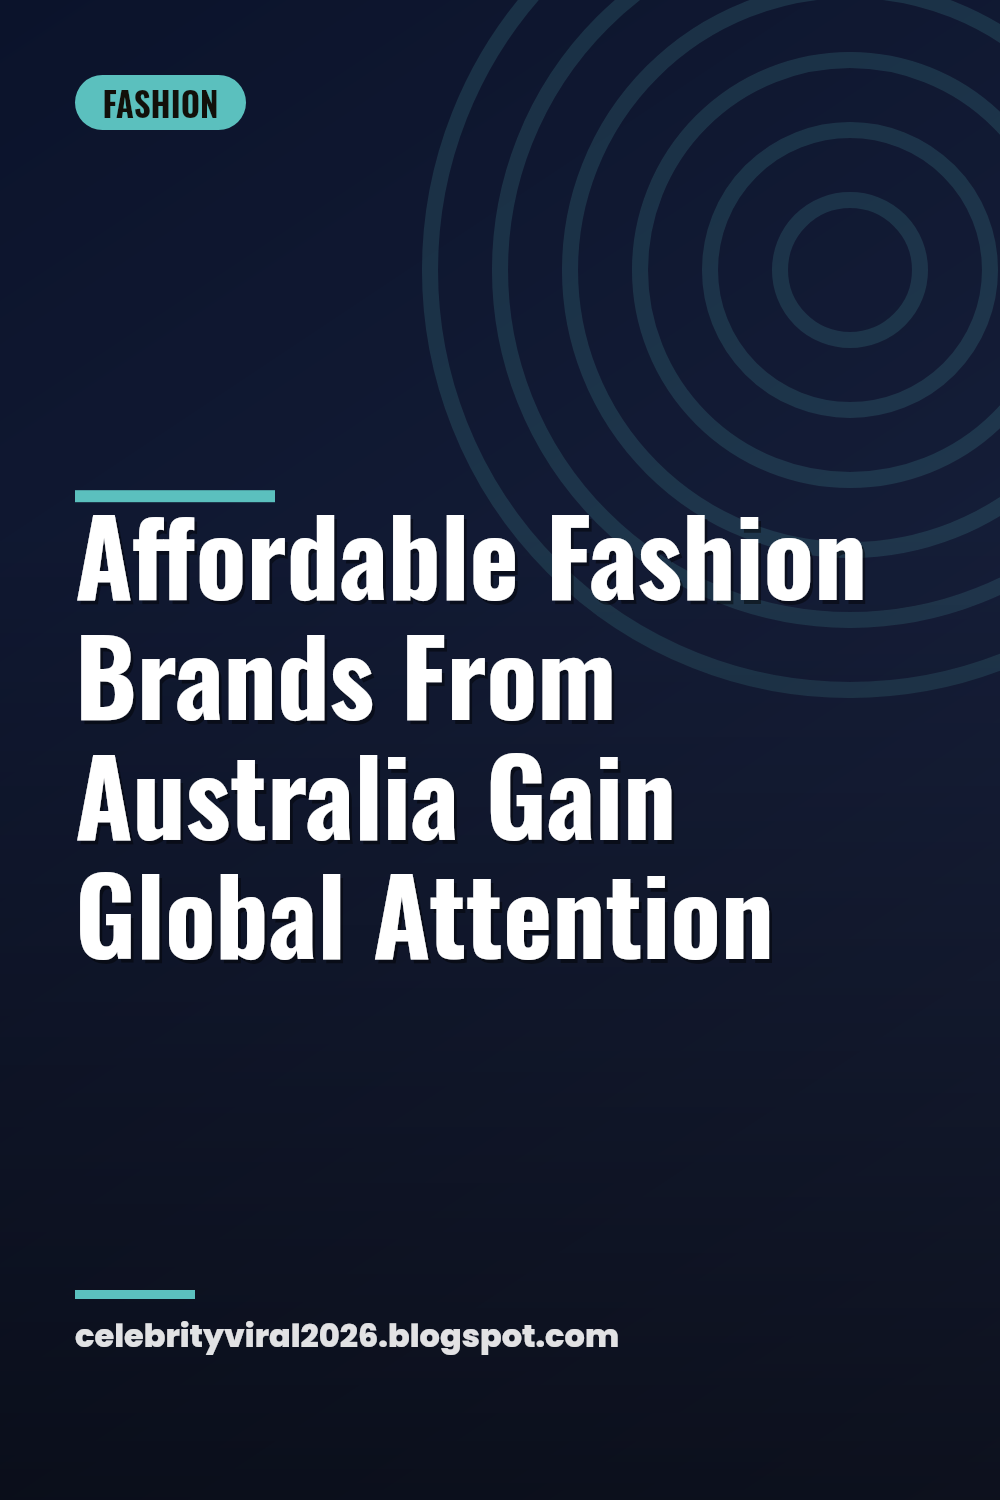 FASHION
Affordable Fashion
Brands From
Australia Gain
Global Attention
celebrityviral2026.blogspot.com